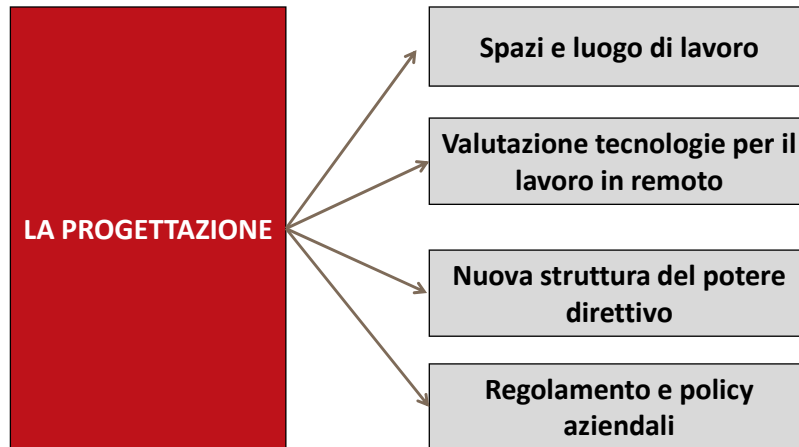 LA PROGETTAZIONE
Spazi e luogo di lavoro
Valutazione tecnologie per il
lavoro in remoto
Nuova struttura del potere
direttivo
Regolamento e policy
aziendali